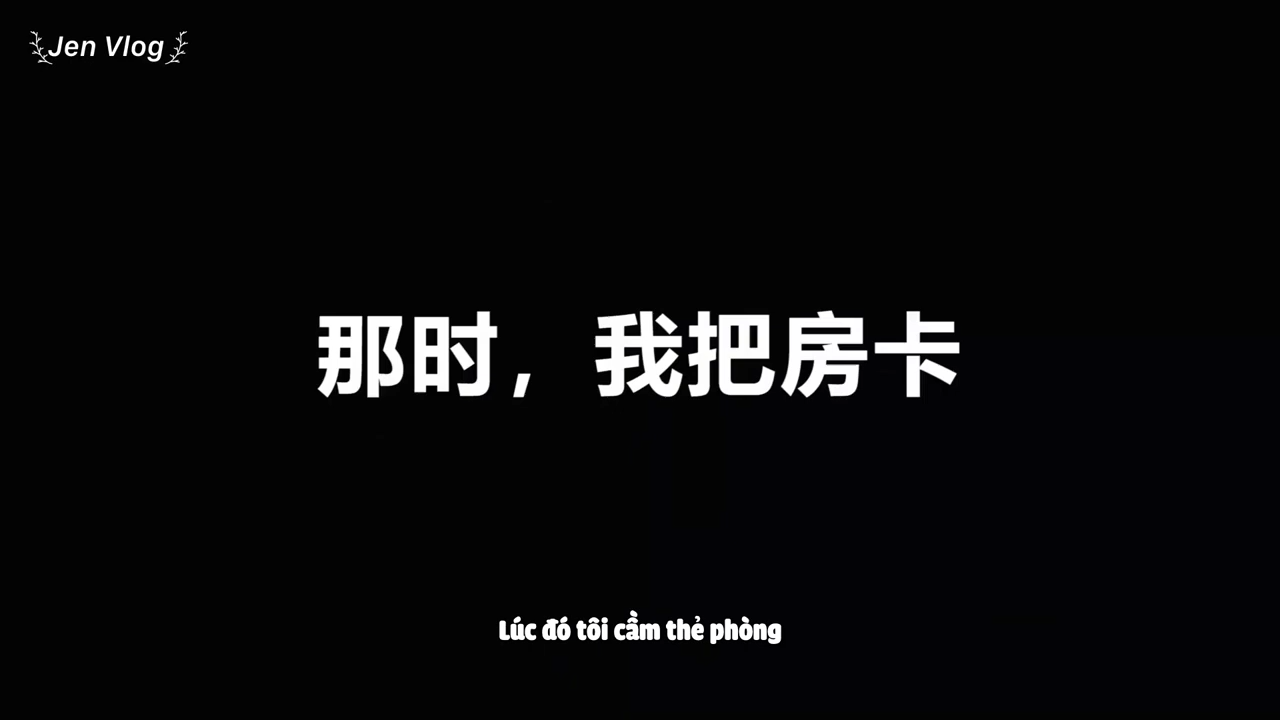 Jen Vlog
那时，我把房卡
Lúc đó tôi cầm thẻ phòng